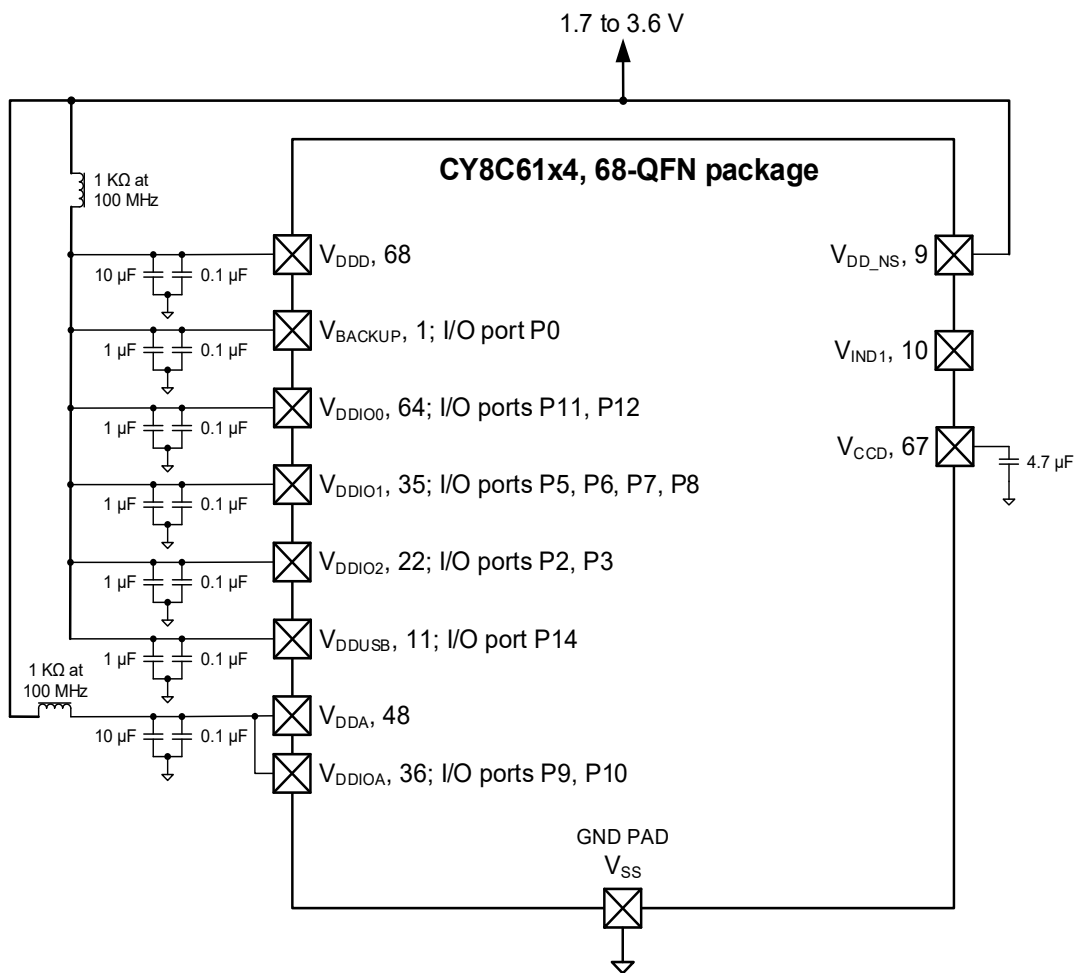 1.7 to 3.6 V
CY8C61x4, 68-QFN package
1 KΩ at
100 MHz
10 µF
0.1 µF
VDDD, 68
VDD_NS, 9
1 µF
0.1 µF
VBACKUP, 1; I/O port P0
VIND1, 10
1 µF
0.1 µF
VDDIO0, 64; I/O ports P11, P12
VCCD, 67
4.7 µF
1 µF
0.1 µF
VDDIO1, 35; I/O ports P5, P6, P7, P8
1 µF
0.1 µF
VDDIO2, 22; I/O ports P2, P3
1 µF
0.1 µF
VDDUSB, 11; I/O port P14
1 KΩ at
100 MHz
10 µF
0.1 µF
VDDA, 48
VDDIOA, 36; I/O ports P9, P10
GND PAD
VSS